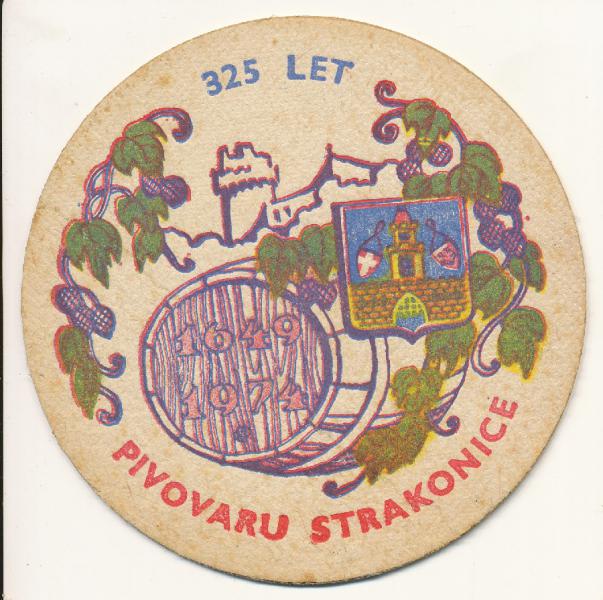 325 LET
1649
1974
PIVOVARU STRAKONICE